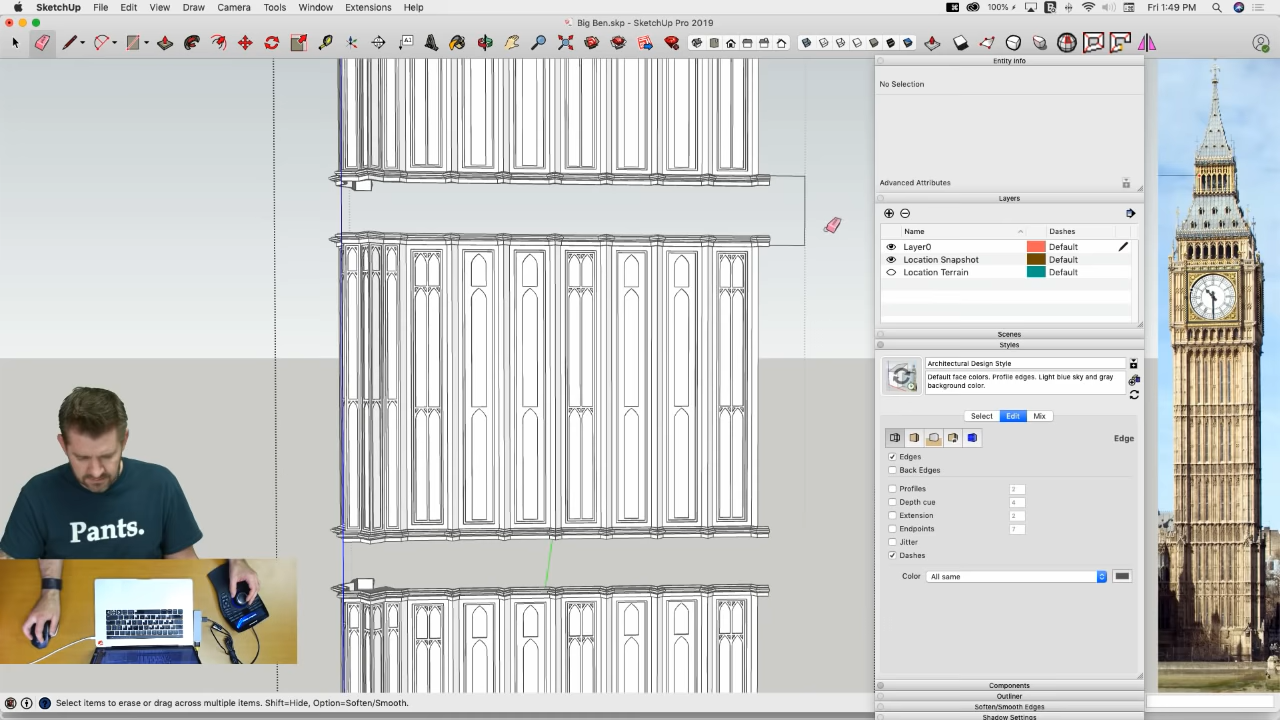 SketchUp File Edit View Draw Camera Tools Window Extensions Help
100% Fri 1:49 PM
Big Ben.skp - SketchUp Pro 2019
Entity Info
No Selection
Advanced Attributes
Layers
Name Dashes
Layer0 Default
Location Snapshot Default
Location Terrain Default
Scenes
Styles
Architectural Design Style
Default face colors. Profile edges. Light blue sky and gray
background color.
Select Edit Mix
Edge
Edges
Back Edges
Profiles 2
Depth cue 4
Extension
Endpoints 7
Jitter
Dashes
Color All same
Pants.
Components
Outliner
Soften/Smooth Edges
Shadow Settings
Select items to erase or drag across multiple items. Shift=Hide, Option=Soften/Smooth.